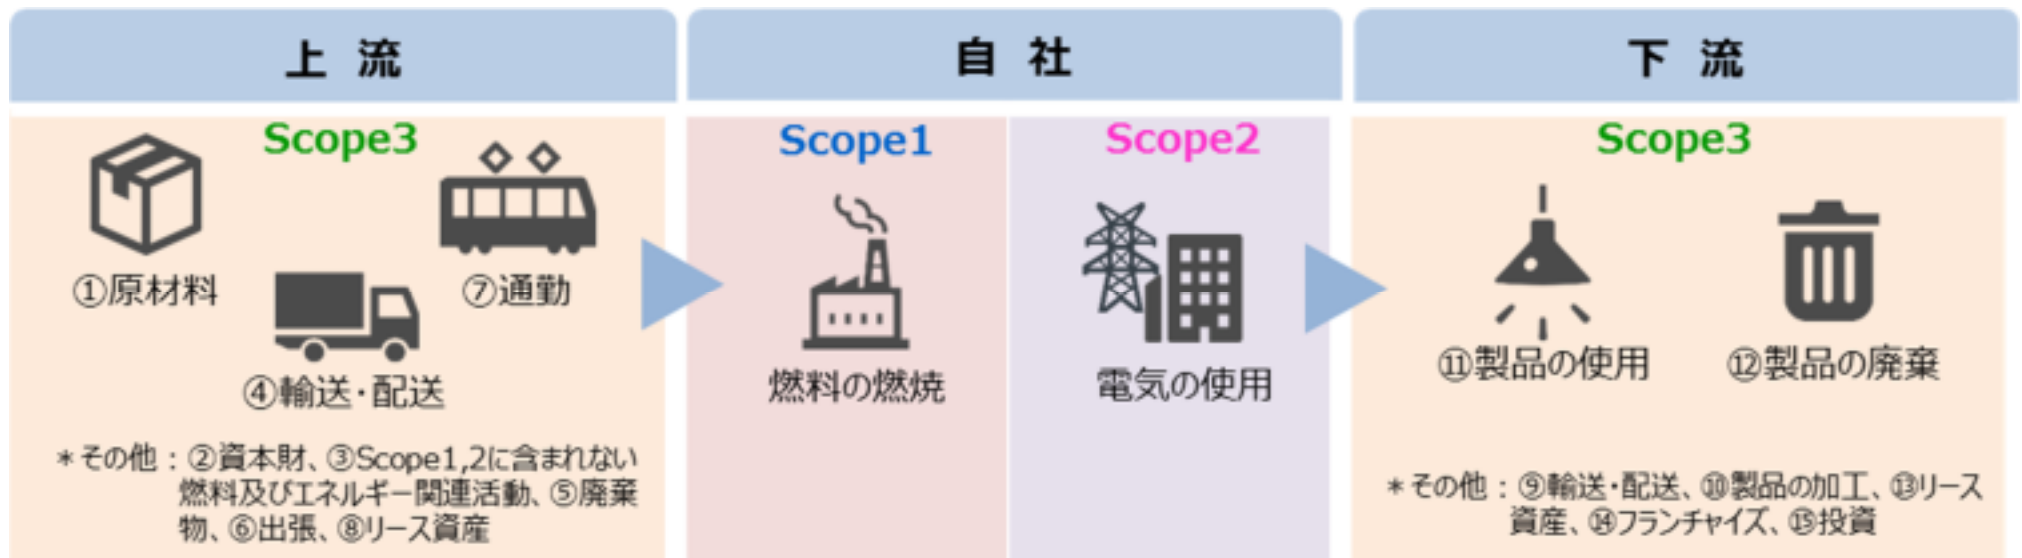 上 流
Scope3
①原材料
⑦通勤
④輸送・配送
＊その他：②資本財、③Scope1,2に含まれない
燃料及びエネルギー関連活動、⑤廃棄
物、⑥出張、⑧リース資産
自 社
Scope1
燃料の燃焼
Scope2
電気の使用
下 流
Scope3
⑪製品の使用
⑫製品の廃棄
＊その他：⑨輸送・配送、⑩製品の加工、⑬リース
資産、⑭フランチャイズ、⑮投資